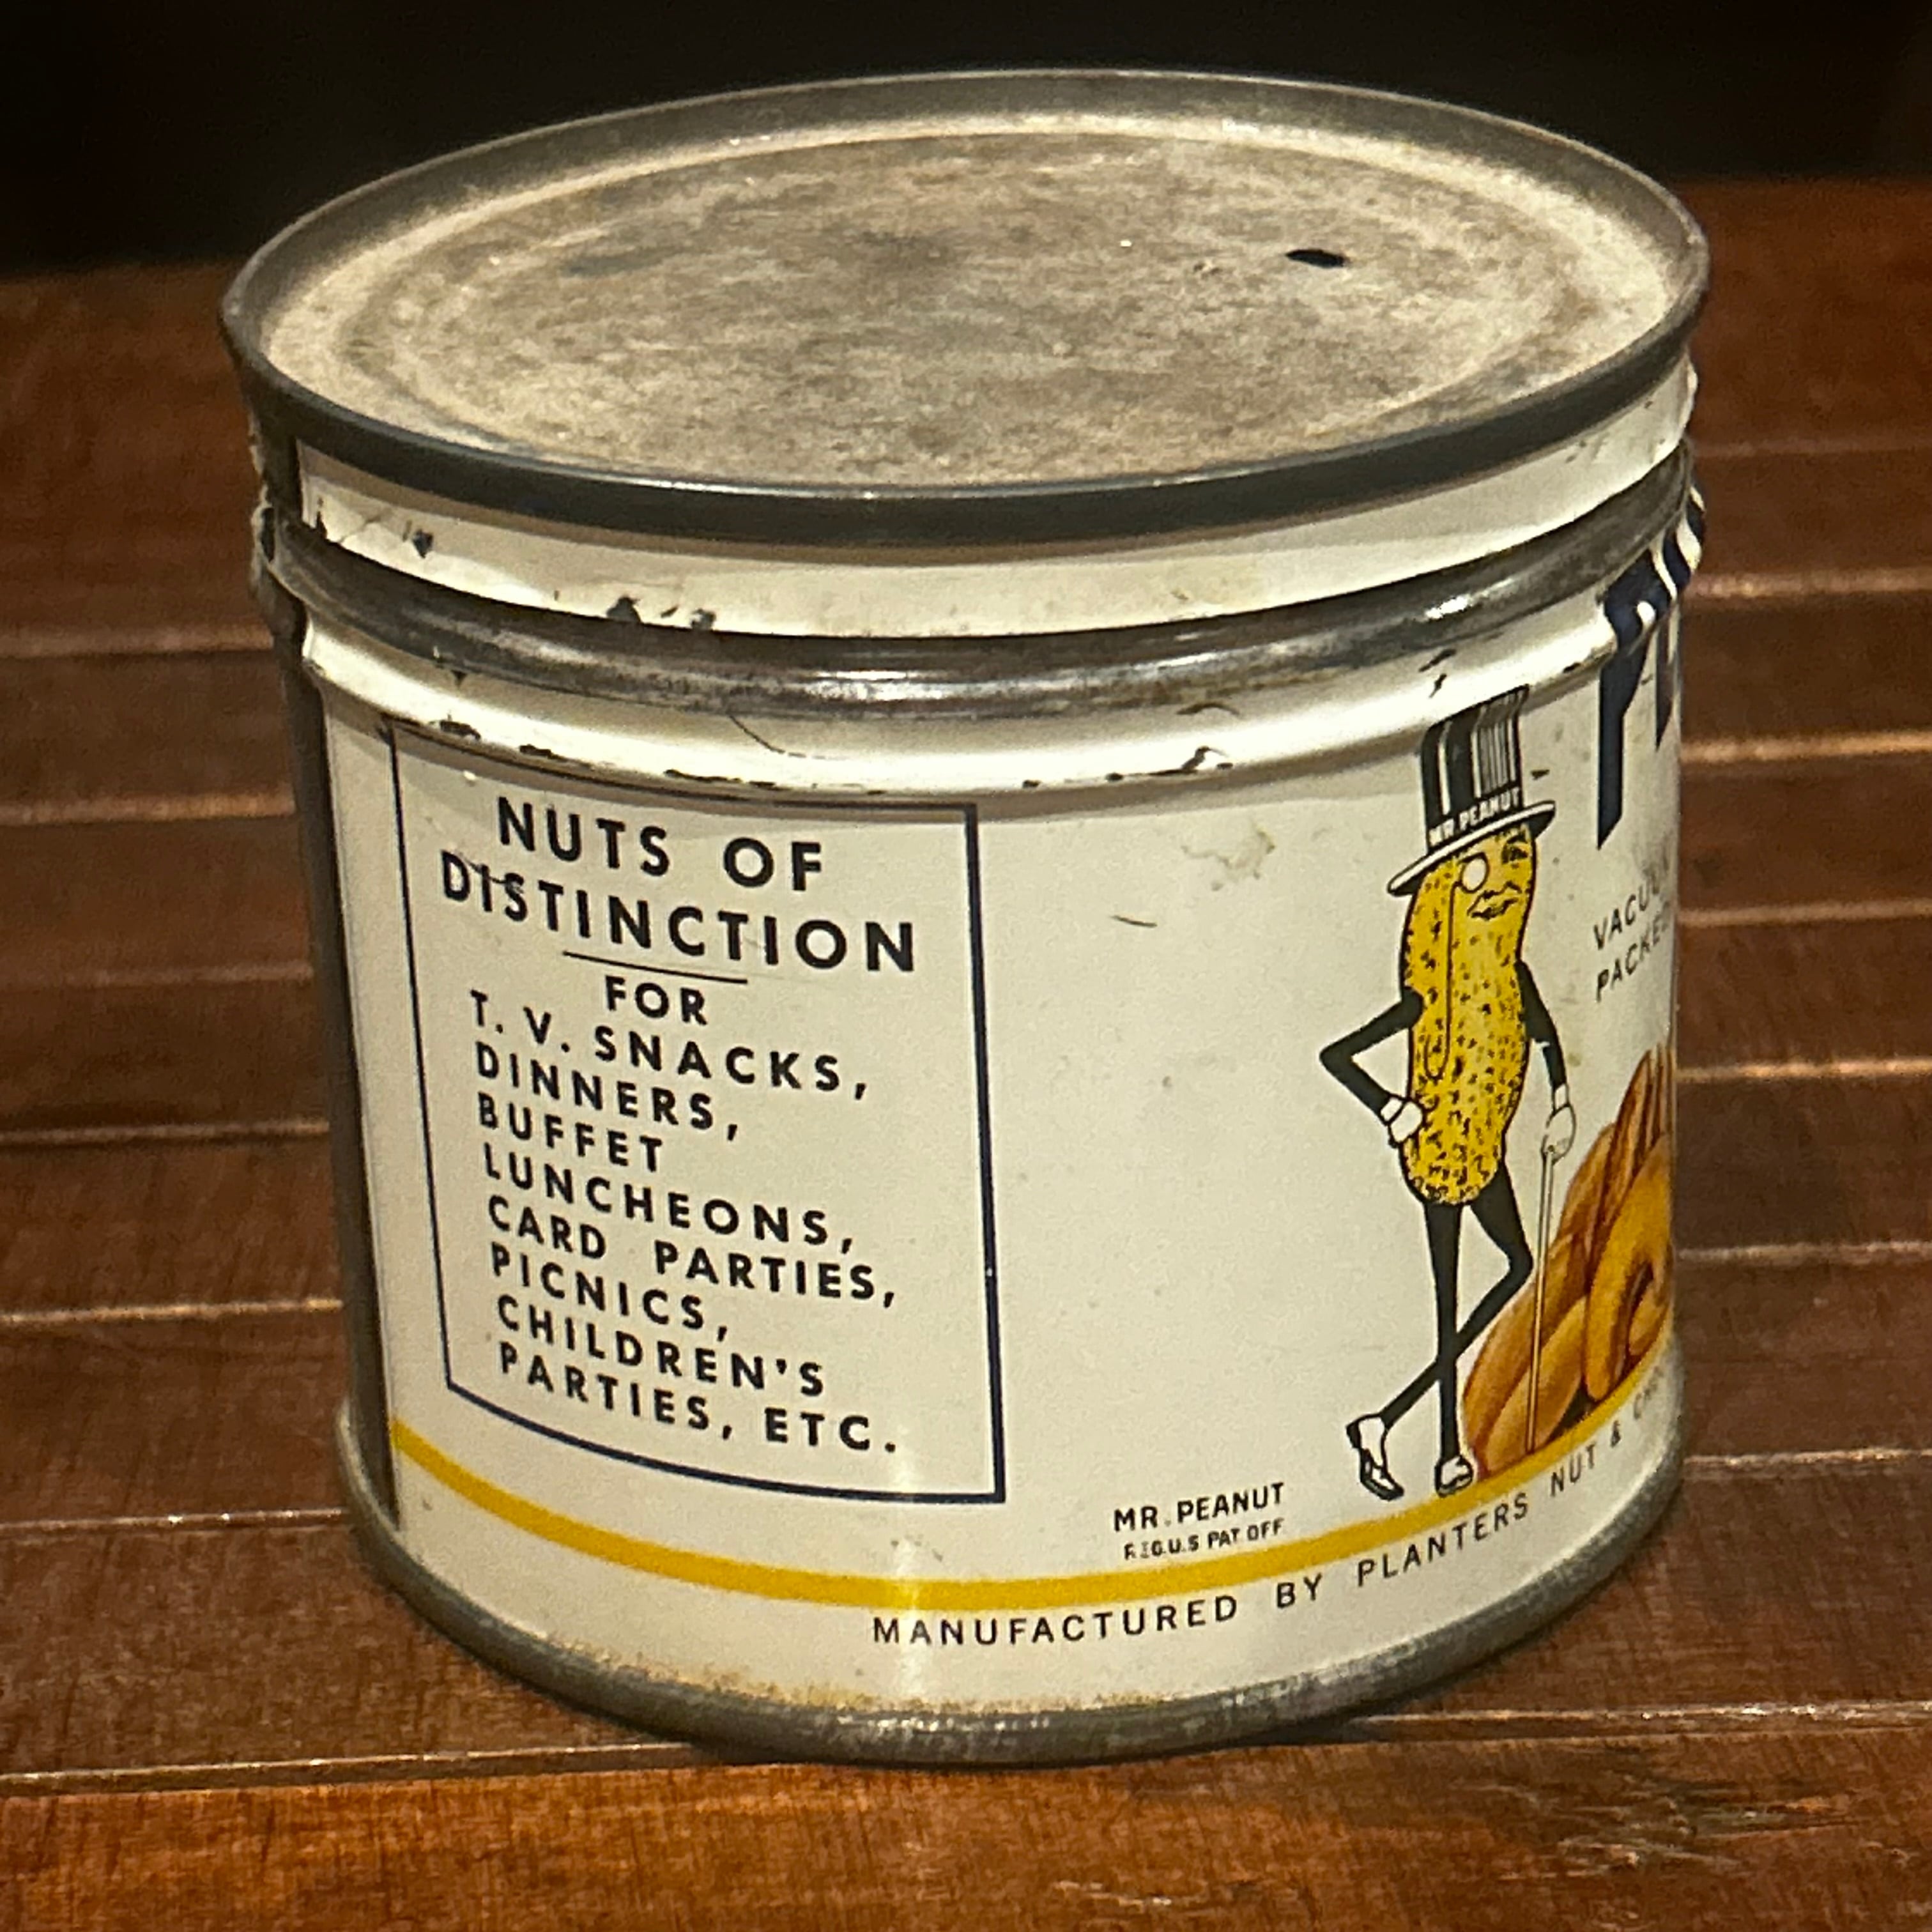 NUTS OF
DISTINCTION
FOR
T. V. SNACKS,
DINNERS,
BUFFET
LUNCHEONS,
CARD PARTIES,
PICNICS,
CHILDREN'S
PARTIES, ETC.
MR. PEANUT
MR. PEANUT
REG. U.S PAT OFF
MANUFACTURED BY PLANTERS NUT &